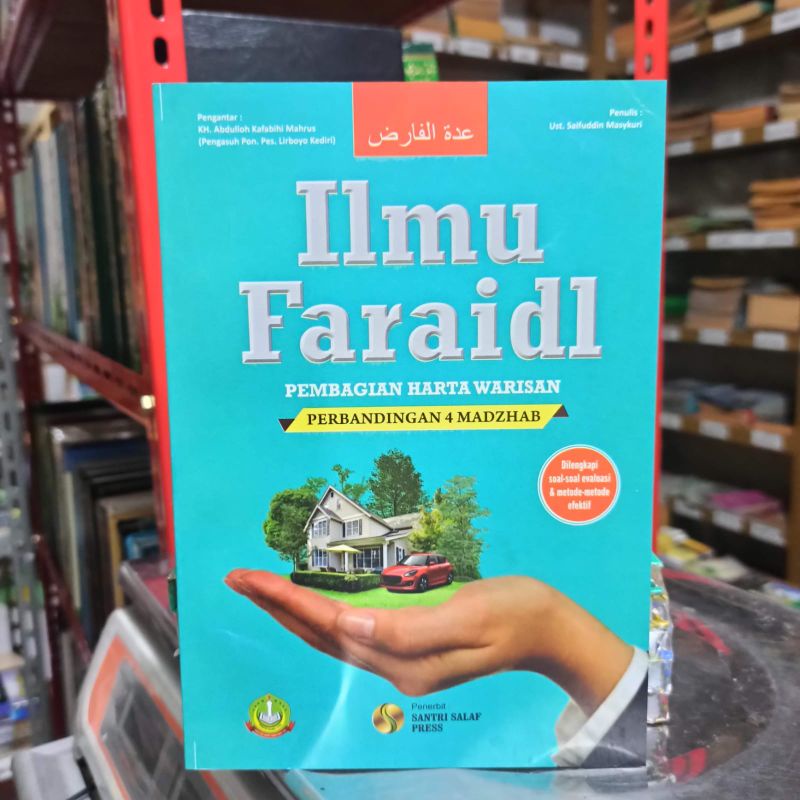 Pengantar :
KH. Abdulloh Kafabihi Mahrus
(Pengasuh Pon. Pes. Lirboyo Kediri)
عدة الفارض
Penulis :
Ust. Saifuddin Masykuri
Ilmu
Faraidl
PEMBAGIAN HARTA WARISAN
PERBANDINGAN 4 MADZHAB
Dilengkapi
soal-soal evaluasi
& metode-metode
efektif
Penerbit
SANTRI SALAF
PRESS